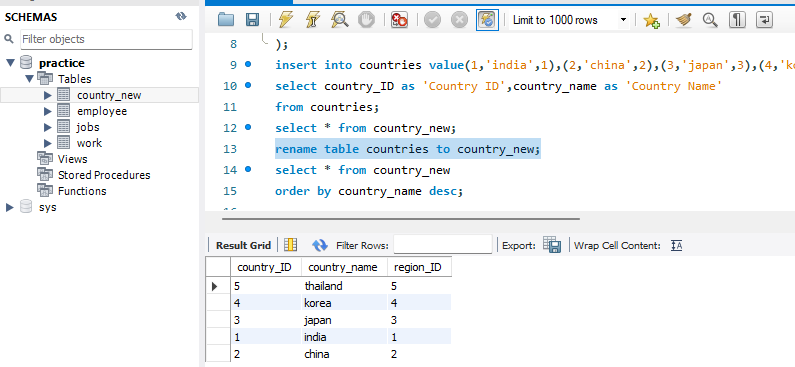 SCHEMAS
Filter objects
practice
Tables
country_new
employee
jobs
work
Views
Stored Procedures
Functions
sys
Limit to 1000 rows
8 );
9 insert into countries value(1,'india',1),(2,'china',2),(3,'japan',3),(4,'ko
10 select country_ID as 'Country ID',country_name as 'Country Name'
11 from countries;
12 select * from country_new;
13 rename table countries to country_new;
14 select * from country_new
15 order by country_name desc;
Result Grid Filter Rows: Export: Wrap Cell Content:
country_ID country_name region_ID
5 thailand 5
4 korea 4
3 japan 3
1 india 1
2 china 2